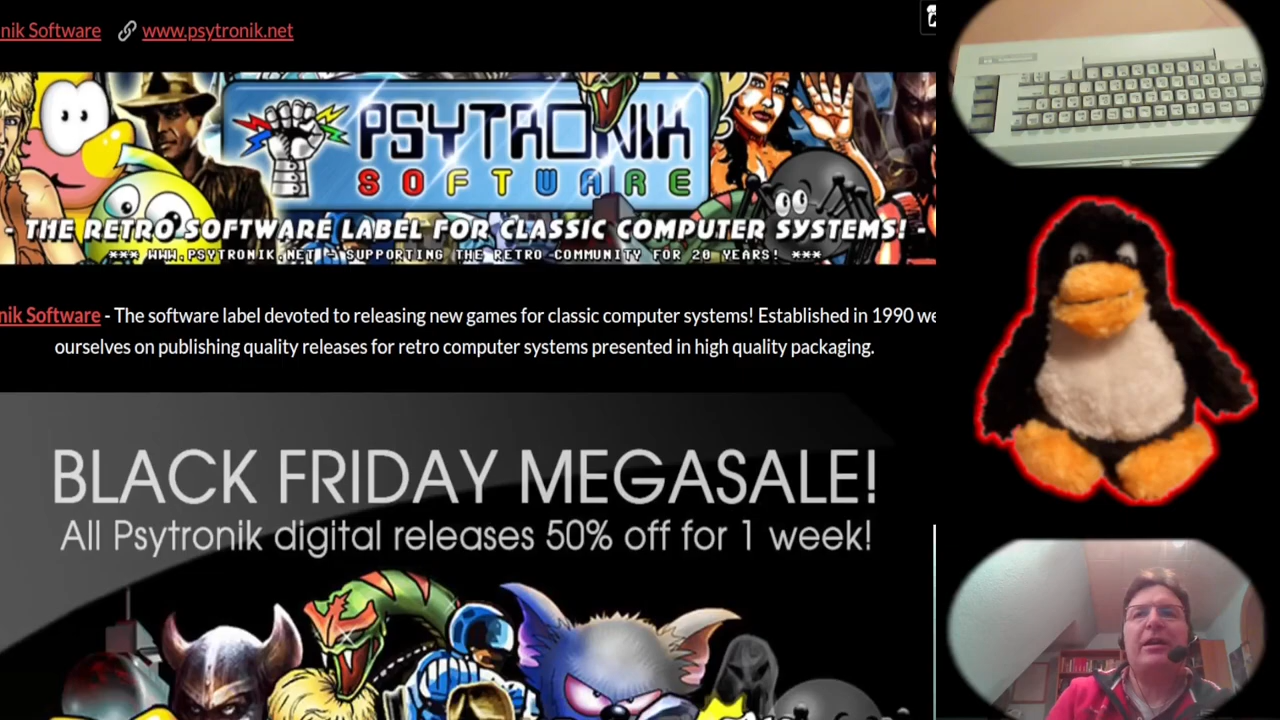 nik Software www.psytronik.net
PSYTRONIK
SOFTWARE
- THE RETRO SOFTWARE LABEL FOR CLASSIC COMPUTER SYSTEMS! -
*** WWW.PSYTRONIK.NET - SUPPORTING THE RETRO COMMUNITY FOR 20 YEARS! ***
nik Software - The software label devoted to releasing new games for classic computer systems! Established in 1990 we
ourselves on publishing quality releases for retro computer systems presented in high quality packaging.
BLACK FRIDAY MEGASALE!
All Psytronik digital releases 50% off for 1 week!